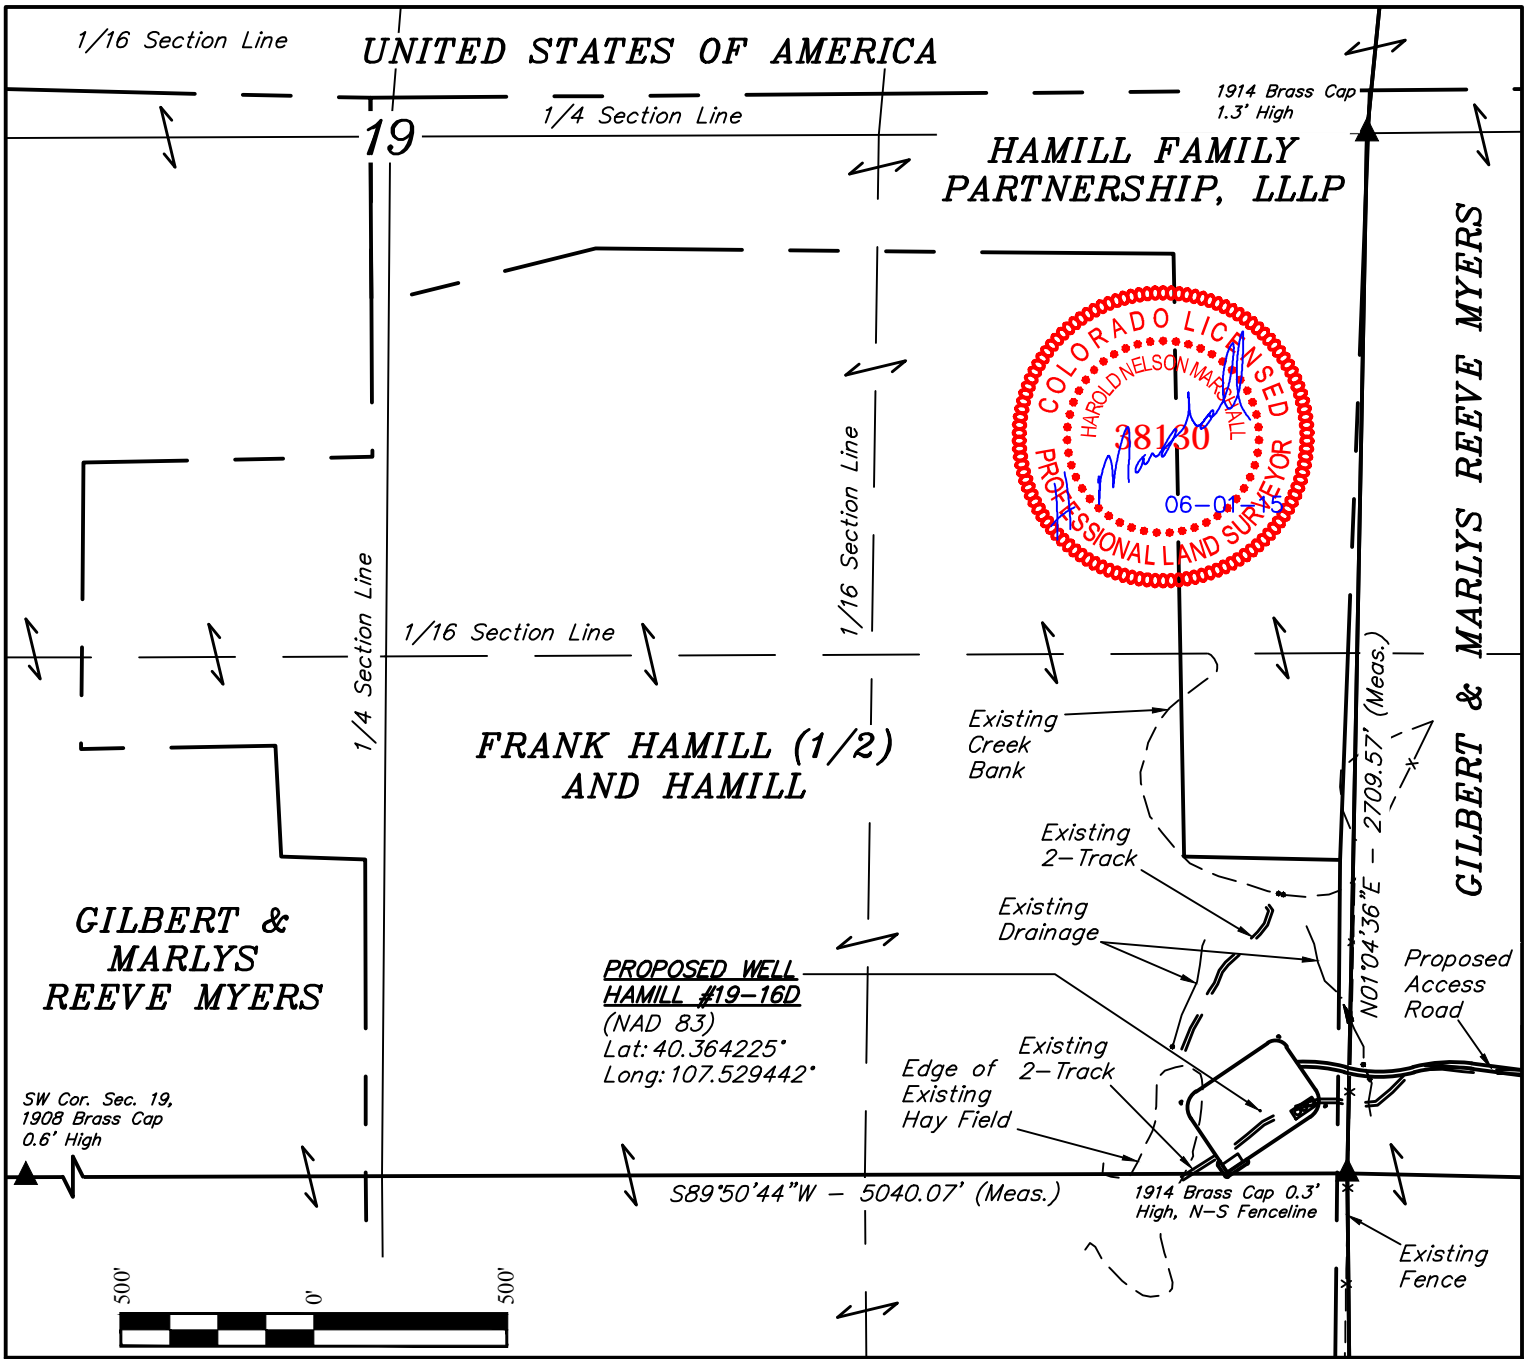 1/16 Section Line
UNITED STATES OF AMERICA
1/4 Section Line
1914 Brass Cap
1.3' High
19
HAMILL FAMILY
PARTNERSHIP, LLLP
GILBERT & MARLYS REEVE MYERS
COLORADO LICENSED
HAROLD NELSON MARSHALL
38130
06-01-15
PROFESSIONAL LAND SURVEYOR
1/16 Section Line
1/4 Section Line
1/16 Section Line
N01°04'36"E - 2709.57' (Meas.)
FRANK HAMILL (1/2)
AND HAMILL
Existing
Creek
Bank
Existing
2-Track
Existing
Drainage
GILBERT &
MARLYS
REEVE MYERS
PROPOSED WELL
HAMILL #19-16D
(NAD 83)
Lat: 40.364225°
Long: 107.529442°
Proposed
Access
Road
Existing
2-Track
Edge of
Existing
Hay Field
SW Cor. Sec. 19,
1908 Brass Cap
0.6' High
S89°50'44"W - 5040.07' (Meas.)
1914 Brass Cap 0.3'
High, N-S Fenceline
Existing
Fence
500'
0'
500'